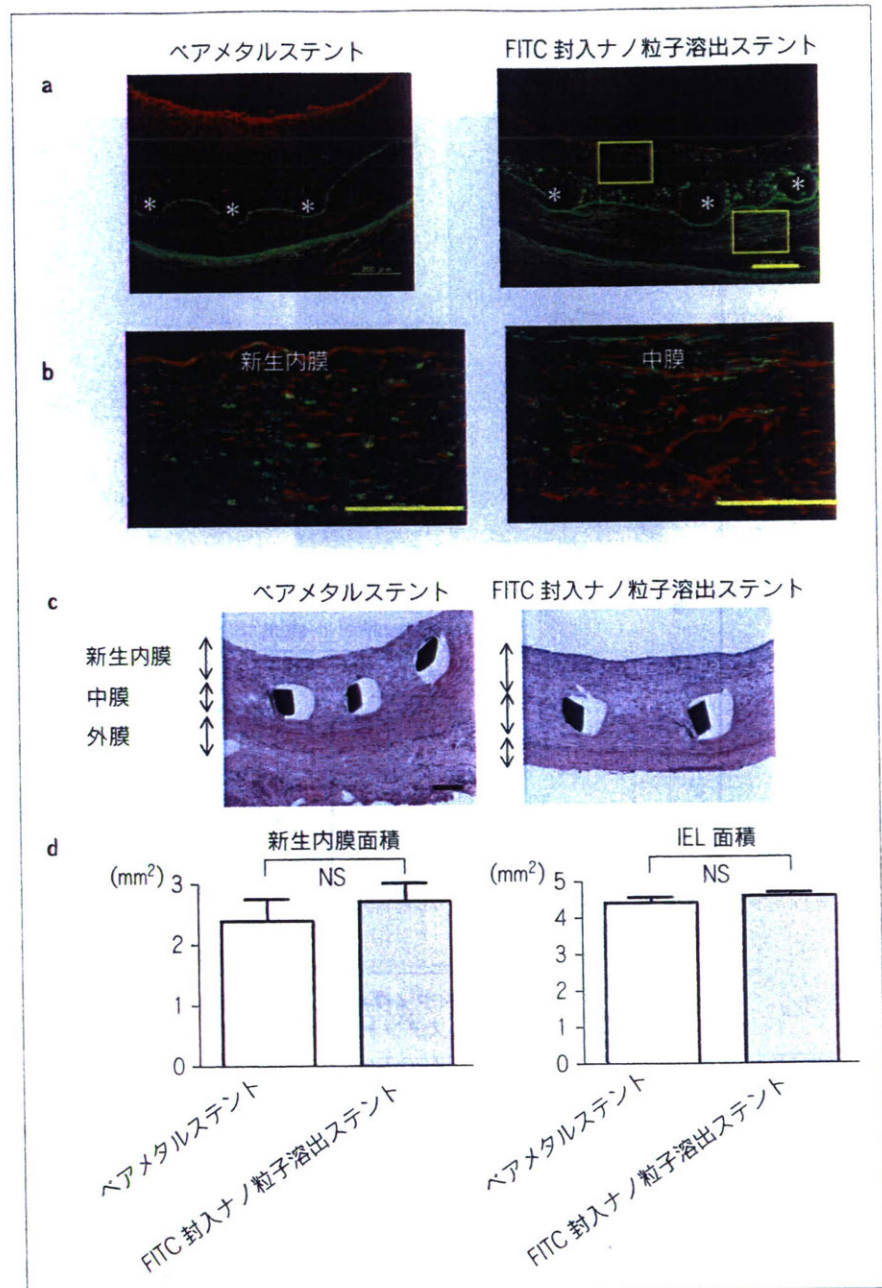 ベアメタルステント
FITC 封入ナノ粒子溶出ステント
a
* * *
* * *
b
新生内膜
中膜
c
ベアメタルステント
FITC 封入ナノ粒子溶出ステント
新生内膜
中膜
外膜
d
新生内膜面積
(mm²)
NS
3
2
1
0
ベアメタルステント
FITC 封入ナノ粒子溶出ステント
IEL 面積
(mm²)
NS
5
4
3
2
1
0
ベアメタルステント
FITC 封入ナノ粒子溶出ステント